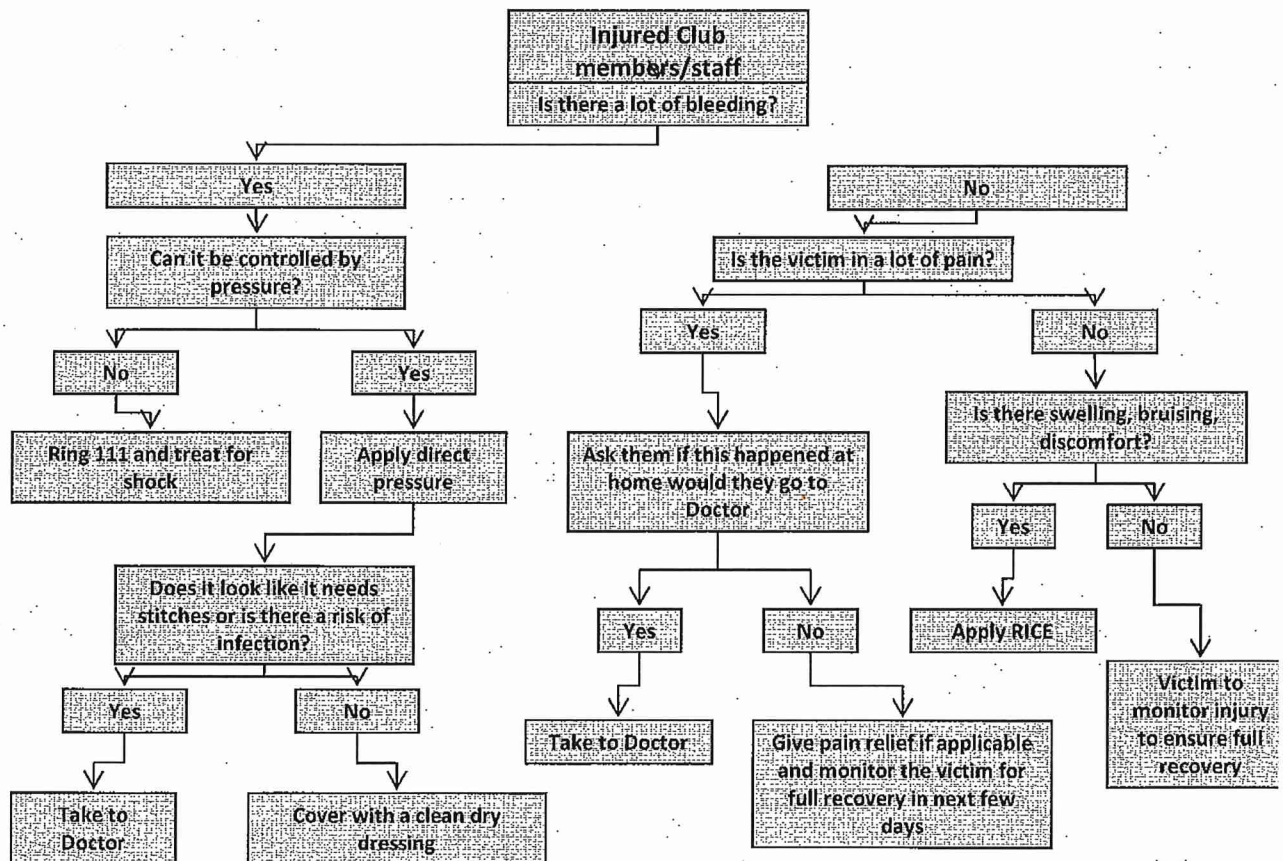 Injured Club
members/staff
Is there a lot of bleeding?
Yes
No
Can it be controlled by
pressure?
Is the victim in a lot of pain?
No
Yes
Yes
No
Ring 111 and treat for
shock
Apply direct
pressure
Ask them if this happened at
home would they go to
Doctor
Is there swelling, bruising,
discomfort?
Yes
No
Does it look like it needs
stitches or is there a risk of
infection?
Yes
No
Apply RICE
Yes
No
Take to Doctor
Give pain relief if applicable
and monitor the victim for
full recovery in next few
days
Victim to
monitor injury
to ensure full
recovery
Take to
Doctor
Cover with a clean dry
dressing